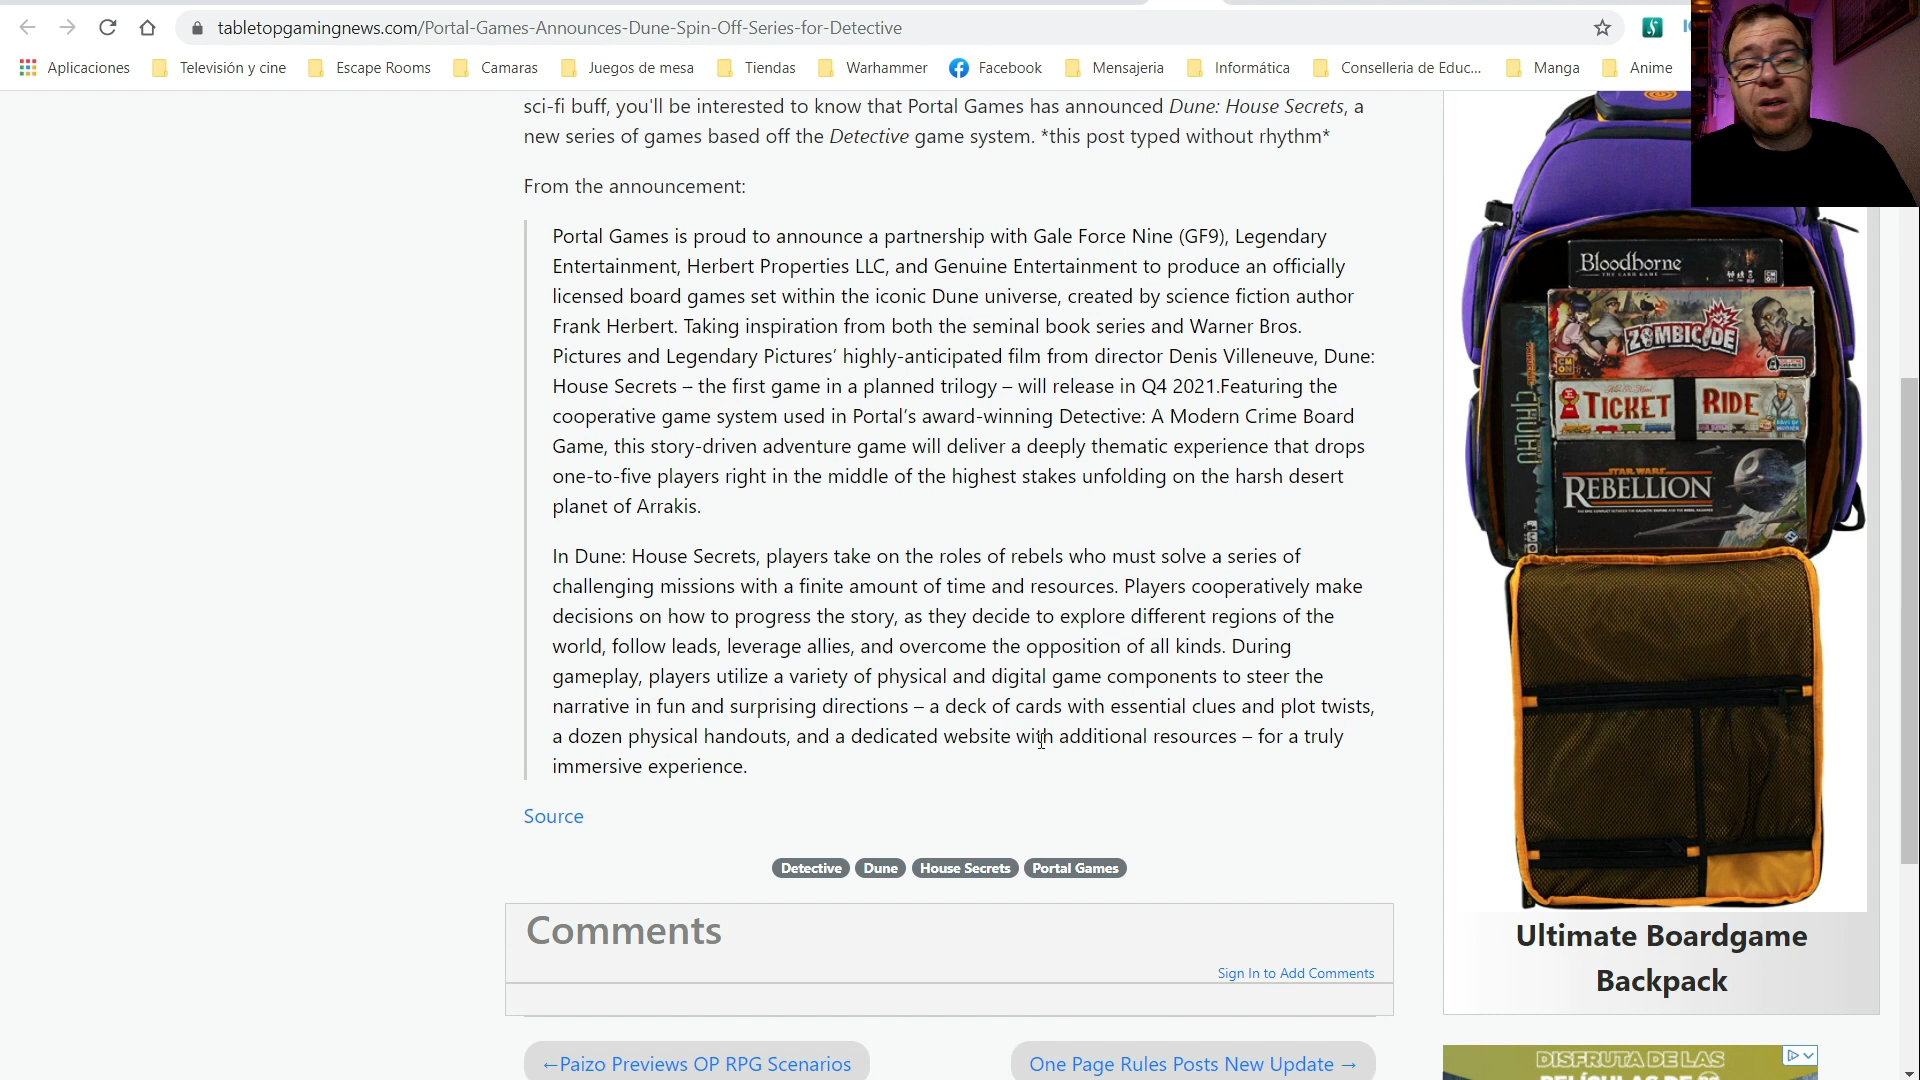 tabletopgamingnews.com/Portal-Games-Announces-Dune-Spin-Off-Series-for-Detective
Aplicaciones Televisión y cine Escape Rooms Camaras Juegos de mesa Tiendas Warhammer Facebook Mensajeria Informática Conselleria de Educ... Manga Anime
sci-fi buff, you'll be interested to know that Portal Games has announced Dune: House Secrets, a
new series of games based off the Detective game system. *this post typed without rhythm*
From the announcement:
Portal Games is proud to announce a partnership with Gale Force Nine (GF9), Legendary
Entertainment, Herbert Properties LLC, and Genuine Entertainment to produce an officially
licensed board games set within the iconic Dune universe, created by science fiction author
Frank Herbert. Taking inspiration from both the seminal book series and Warner Bros.
Pictures and Legendary Pictures' highly-anticipated film from director Denis Villeneuve, Dune:
House Secrets – the first game in a planned trilogy – will release in Q4 2021.Featuring the
cooperative game system used in Portal's award-winning Detective: A Modern Crime Board
Game, this story-driven adventure game will deliver a deeply thematic experience that drops
one-to-five players right in the middle of the highest stakes unfolding on the harsh desert
planet of Arrakis.
In Dune: House Secrets, players take on the roles of rebels who must solve a series of
challenging missions with a finite amount of time and resources. Players cooperatively make
decisions on how to progress the story, as they decide to explore different regions of the
world, follow leads, leverage allies, and overcome the opposition of all kinds. During
gameplay, players utilize a variety of physical and digital game components to steer the
narrative in fun and surprising directions – a deck of cards with essential clues and plot twists,
a dozen physical handouts, and a dedicated website with additional resources – for a truly
immersive experience.
Source
Detective Dune House Secrets Portal Games
Comments
Sign In to Add Comments
←Paizo Previews OP RPG Scenarios
One Page Rules Posts New Update →
Bloodborne
THE CARD GAME
ZOMBICIDE
TICKET RIDE
STAR WARS
REBELLION
Ultimate Boardgame
Backpack
DISFRUTA DE LAS